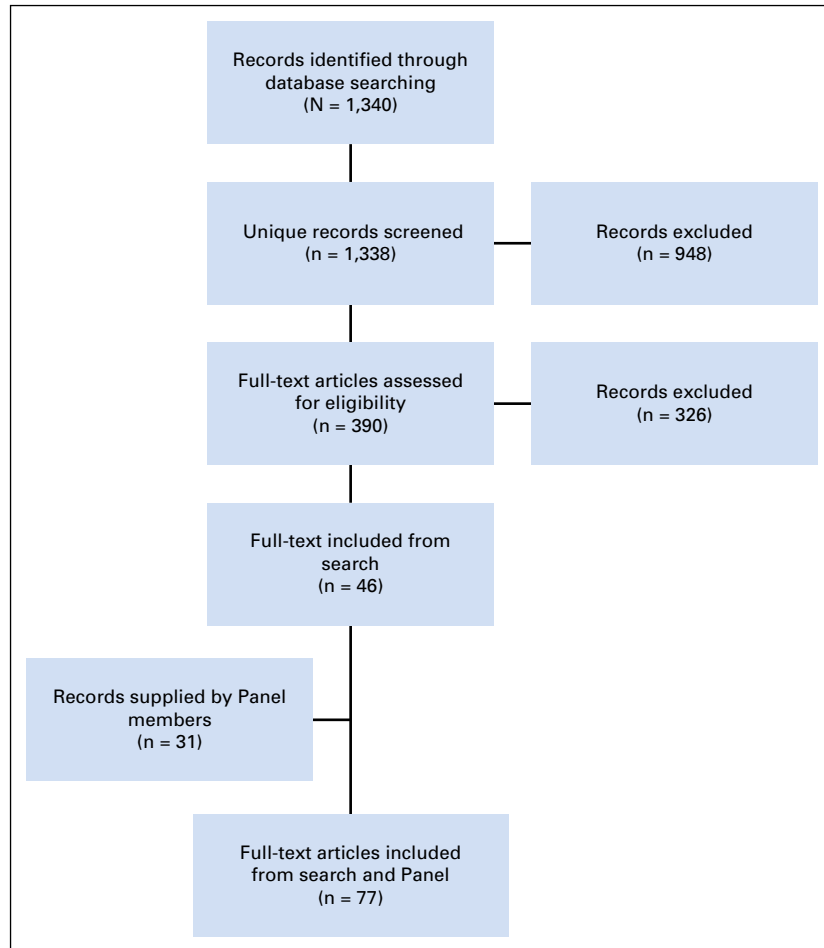 Records identified through
database searching
(N = 1,340)
Unique records screened
(n = 1,338)
Records excluded
(n = 948)
Full-text articles assessed
for eligibility
(n = 390)
Records excluded
(n = 326)
Full-text included from
search
(n = 46)
Records supplied by Panel
members
(n = 31)
Full-text articles included
from search and Panel
(n = 77)